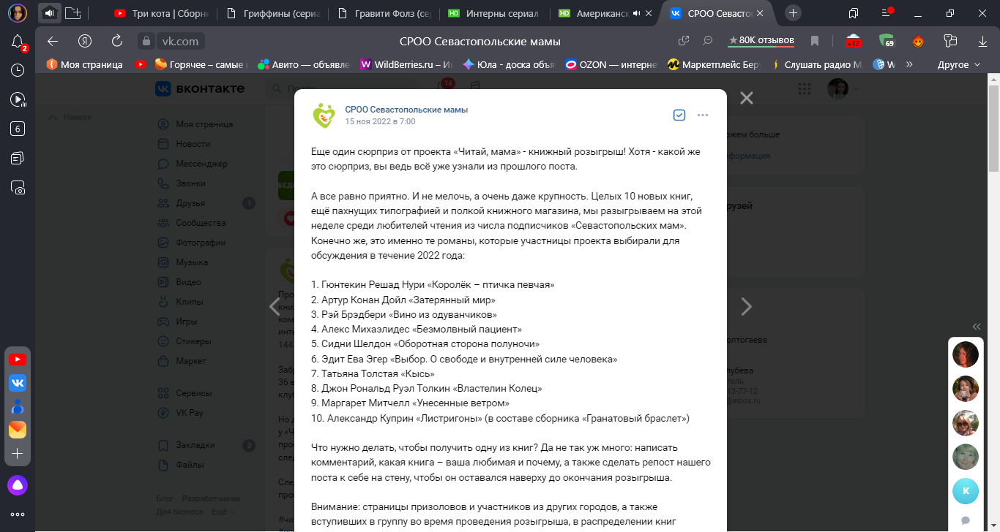 Три кота | Сборн
Гриффины (сериа
Гравити Фолз (се
HD Интерны сериал
HD Американск
СРОО Севасто
2
Я vk.com
СРОО Севастопольские мамы
★ 80K отзывов
+12
69
Моя страница
Горячее – самые
Авито — объявле
W WildBerries.ru – И
Юла - доска объя
OZON — интерне
Маркетплейс Бер
Слушать радио М
W
Другое
6
вконтакте
Поиск
14
Наверх
Моя страница
Новости
Мессенджер
Звонки
Друзья 1
Сообщества
Фотографии
Музыка
Видео
Клипы
Игры
Стикеры
Маркет
Сервисы
VK Pay
Закладки 2
Файлы
Блог Разработчикам
Для бизнеса Ещё
СРОО Севастопольские мамы
15 ноя 2022 в 7:00
Еще один сюрприз от проекта «Читай, мама» - книжный розыгрыш! Хотя - какой же
это сюрприз, вы ведь всё уже узнали из прошлого поста.
А все равно приятно. И не мелочь, а очень даже крупность. Целых 10 новых книг,
ещё пахнущих типографией и полкой книжного магазина, мы разыгрываем на этой
неделе среди любителей чтения из числа подписчиков «Севастопольских мам».
Конечно же, это именно те романы, которые участницы проекта выбирали для
обсуждения в течение 2022 года:
1. Гюнтекин Решад Нури «Королёк – птичка певчая»
2. Артур Конан Дойл «Затерянный мир»
3. Рэй Брэдбери «Вино из одуванчиков»
4. Алекс Михаэлидес «Безмолвный пациент»
5. Сидни Шелдон «Оборотная сторона полуночи»
6. Эдит Ева Эгер «Выбор. О свободе и внутренней силе человека»
7. Татьяна Толстая «Кысь»
8. Джон Рональд Руэл Толкин «Властелин Колец»
9. Маргарет Митчелл «Унесенные ветром»
10. Александр Куприн «Листригоны» (в составе сборника «Гранатовый браслет»)
Что нужно делать, чтобы получить одну из книг? Да не так уж много: написать
комментарий, какая книга – ваша любимая и почему, а также сделать репост нашего
поста к себе на стену, чтобы он оставался наверху до окончания розыгрыша.
Внимание: страницы призоловов и участников из других городов, а также
вступивших в группу во время проведения розыгрыша, в распределении книг
ожем больше
нформация
рузей
олтогаева
лубева
тель
13-77-12
@inbox.ru
K